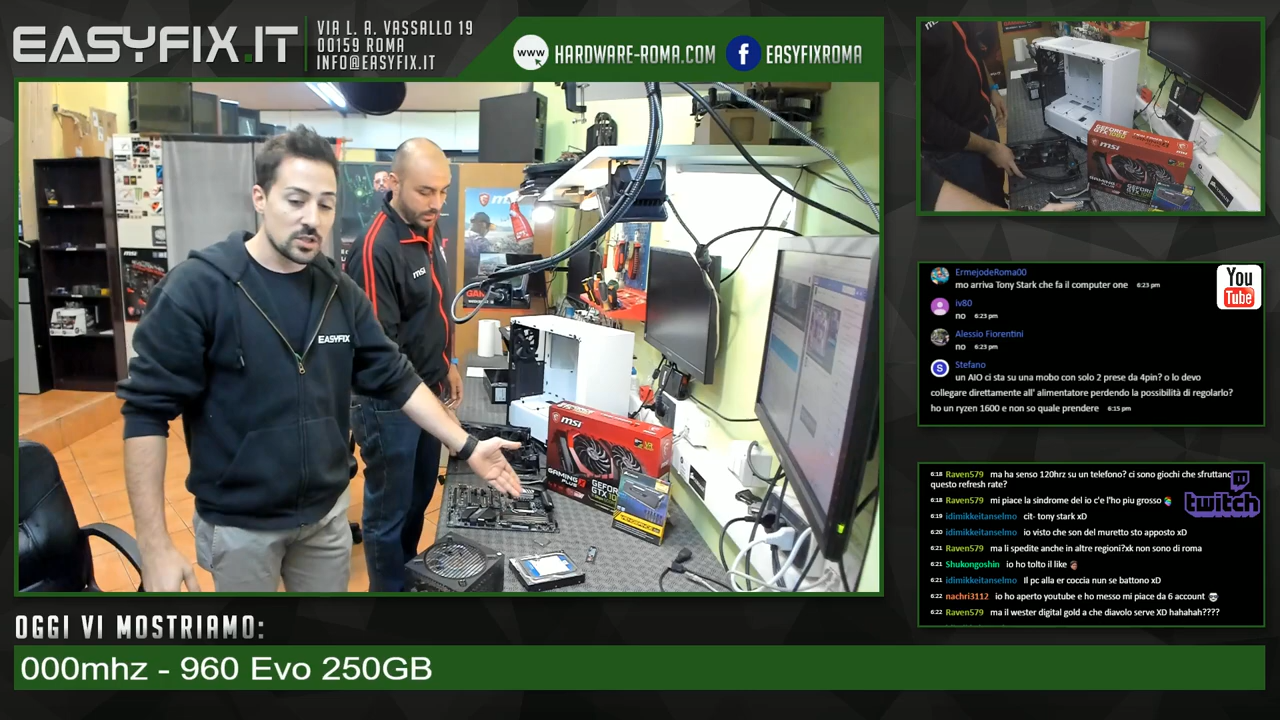 EASYFIX.IT
VIA L. A. VASSALLO 19
00159 ROMA
INFO@EASYFIX.IT
www
HARDWARE-ROMA.COM
f
EASYFIXROMA
EASYFIX
msi
msi
GAMING X
PLUS
GEFORCE
msi
ErmejodeRoma00
mo arriva Tony Stark che fa il computer one 6:23 pm
iv80
no 6:23 pm
Alessio Fiorentini
no 6:23 pm
S Stefano
un AIO ci sta su una mobo con solo 2 prese da 4pin? o lo devo
collegare direttamente all' alimentatore perdendo la possibilità di regolarlo?
ho un ryzen 1600 e non so quale prendere 6:15 pm
You
Tube
6:18 Raven579 ma ha senso 120hrz su un telefono? ci sono giochi che sfruttano
questo refresh rate?
6:18 Raven579 mi piace la sindrome del io c'e l'ho piu grosso
6:19 idimikkeitanselmo cit- tony stark xD
6:20 idimikkeitanselmo io visto che son del muretto sto apposto xD
6:21 Raven579 ma li spedite anche in altre regioni?xk non sono di roma
6:21 Shukongoshin io ho tolto il like
6:21 idimikkeitanselmo Il pc alla er coccia nun se battono xD
6:22 nachri3112 io ho aperto youtube e ho messo mi piace da 6 account
6:22 Raven579 ma il wester digital gold a che diavolo serve XD hahahah????
twitch
OGGI VI MOSTRIAMO:
000mhz - 960 Evo 250GB